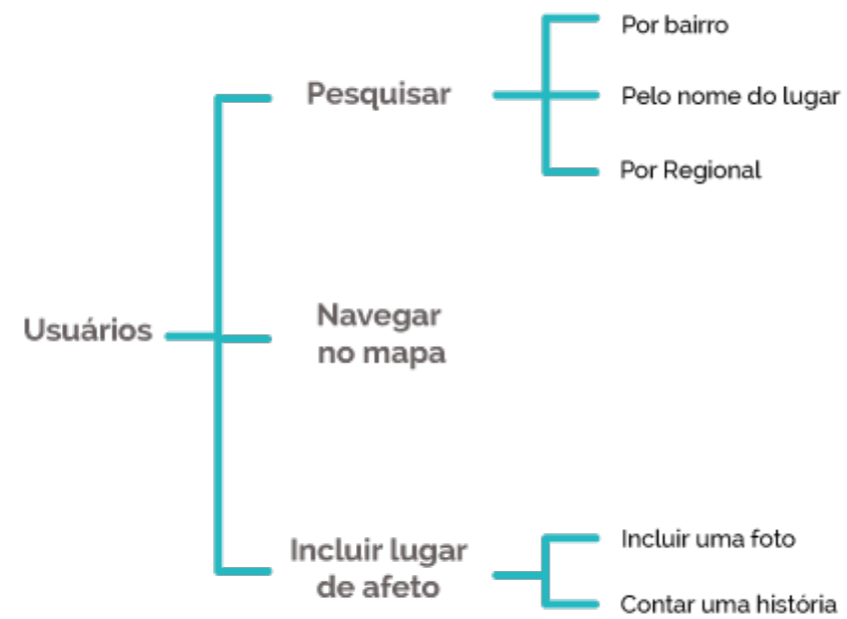 Usuários
Pesquisar
Por bairro
Pelo nome do lugar
Por Regional
Navegar
no mapa
Incluir lugar
de afeto
Incluir uma foto
Contar uma história